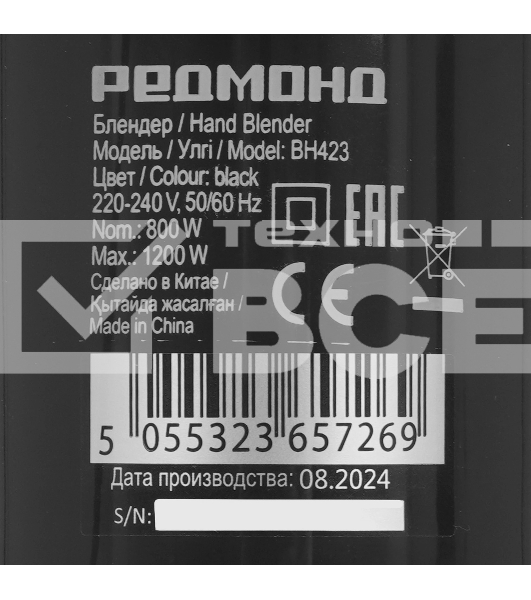 РЕДМОНД
Блендер / Hand Blender
Модель / Үлгі / Model: BH423
Цвет / Colour: black
220-240 V, 50/60 Hz
Nom.: 800 W
Max.: 1200 W
Сделано в Китае /
Қытайда жасалған /
Made in China
EAC
CE
ТЕХНО
ВСЕ
5 055323 657269
Дата производства: 08.2024
S/N: